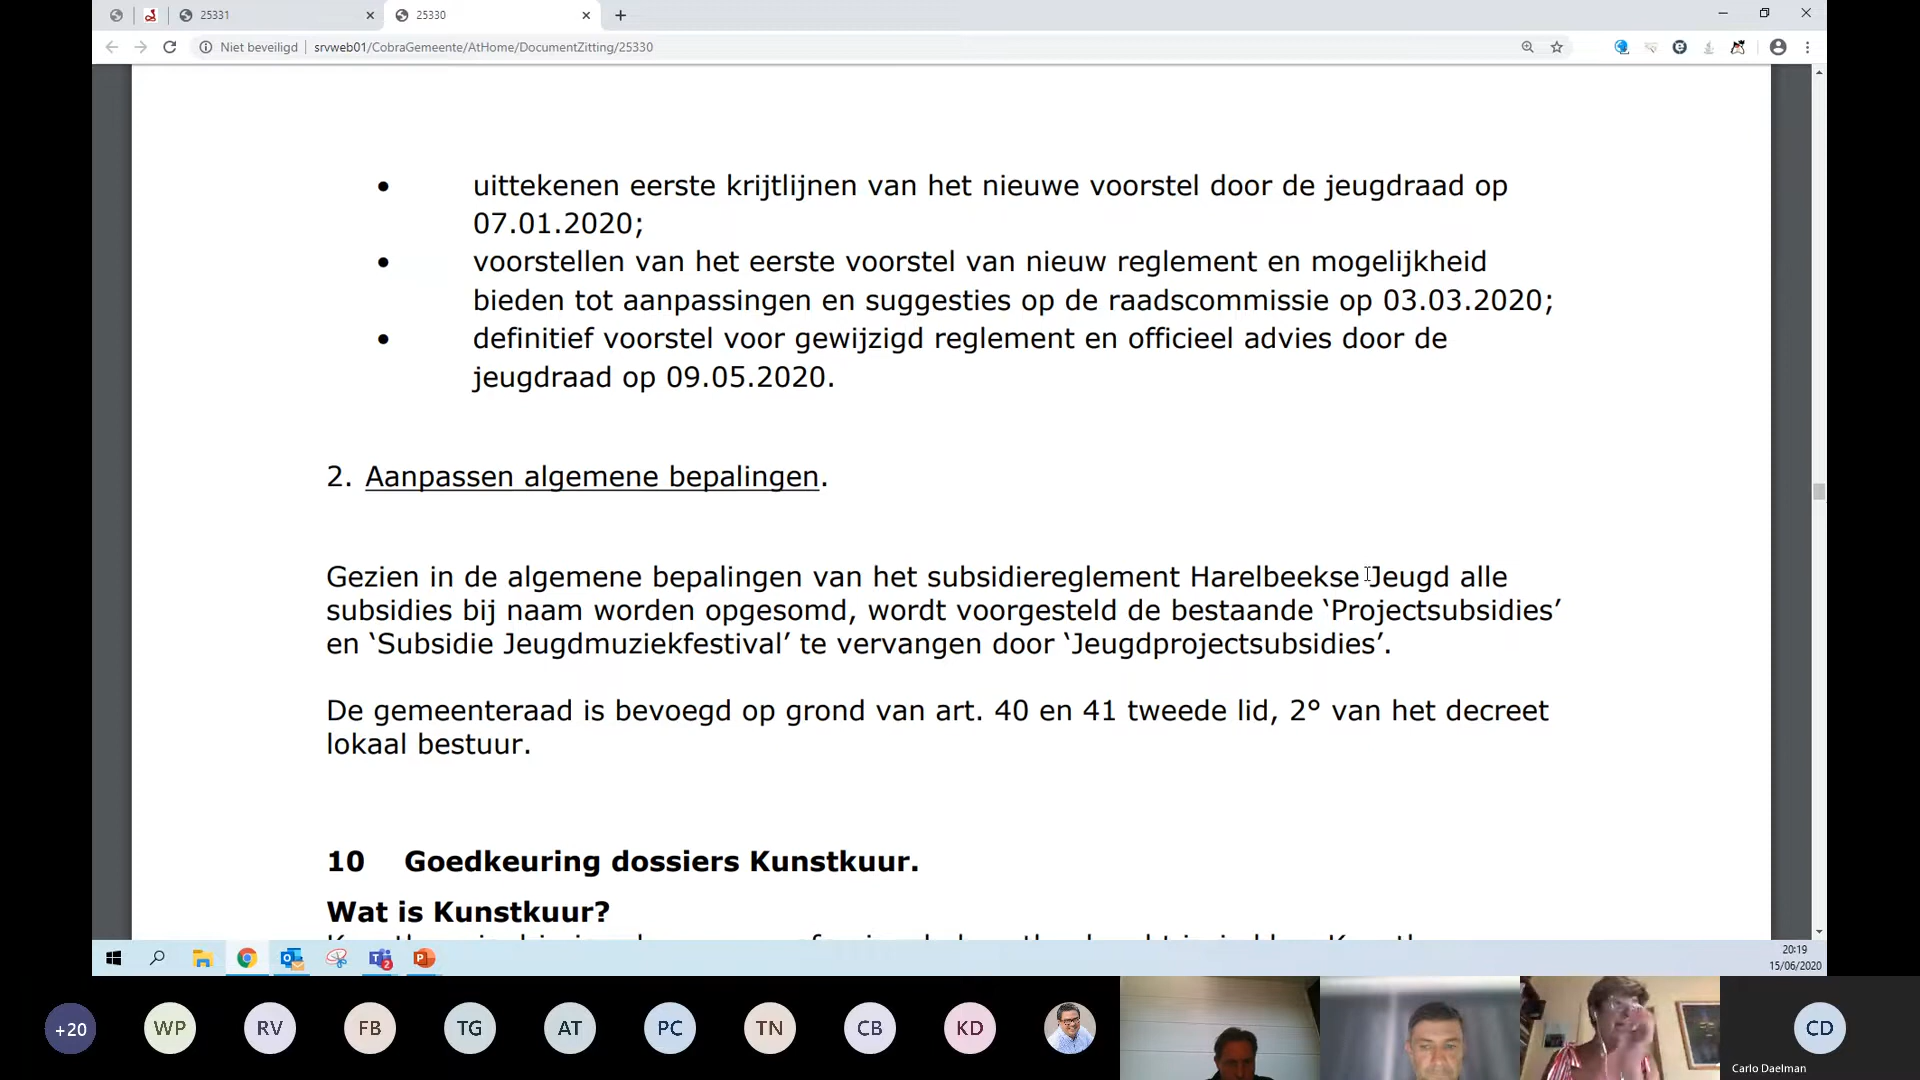 25331
25330
Niet beveiligd
srvweb01/CobraGemeente/AtHome/DocumentZitting/25330
• uittekenen eerste krijtlijnen van het nieuwe voorstel door de jeugdraad op
07.01.2020;
• voorstellen van het eerste voorstel van nieuw reglement en mogelijkheid
bieden tot aanpassingen en suggesties op de raadscommissie op 03.03.2020;
• definitief voorstel voor gewijzigd reglement en officieel advies door de
jeugdraad op 09.05.2020.
2. Aanpassen algemene bepalingen.
Gezien in de algemene bepalingen van het subsidiereglement Harelbeekse Jeugd alle
subsidies bij naam worden opgesomd, wordt voorgesteld de bestaande ‘Projectsubsidies’
en ‘Subsidie Jeugdmuziekfestival’ te vervangen door ‘Jeugdprojectsubsidies’.
De gemeenteraad is bevoegd op grond van art. 40 en 41 tweede lid, 2° van het decreet
lokaal bestuur.
10 Goedkeuring dossiers Kunstkuur.
Wat is Kunstkuur?
20:19
15/06/2020
+20
WP
RV
FB
TG
AT
PC
TN
CB
KD
CD
Carlo Daelman